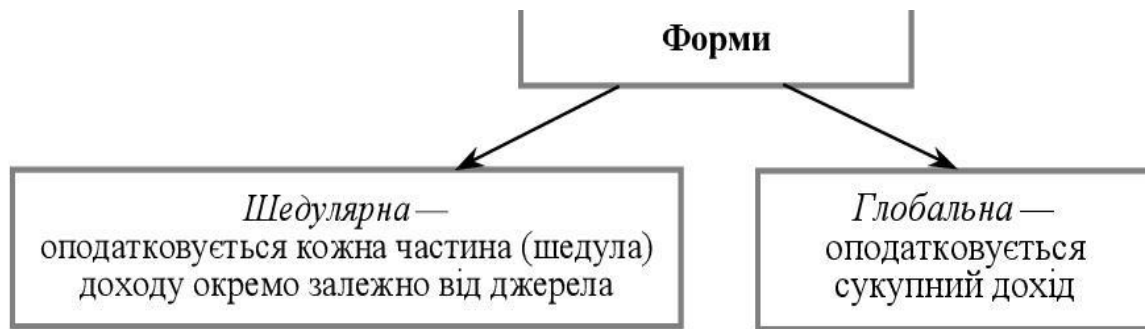 Форми
Шедулярна —
оподатковується кожна частина (шедула)
доходу окремо залежно від джерела
Глобальна —
оподатковується
сукупний дохід